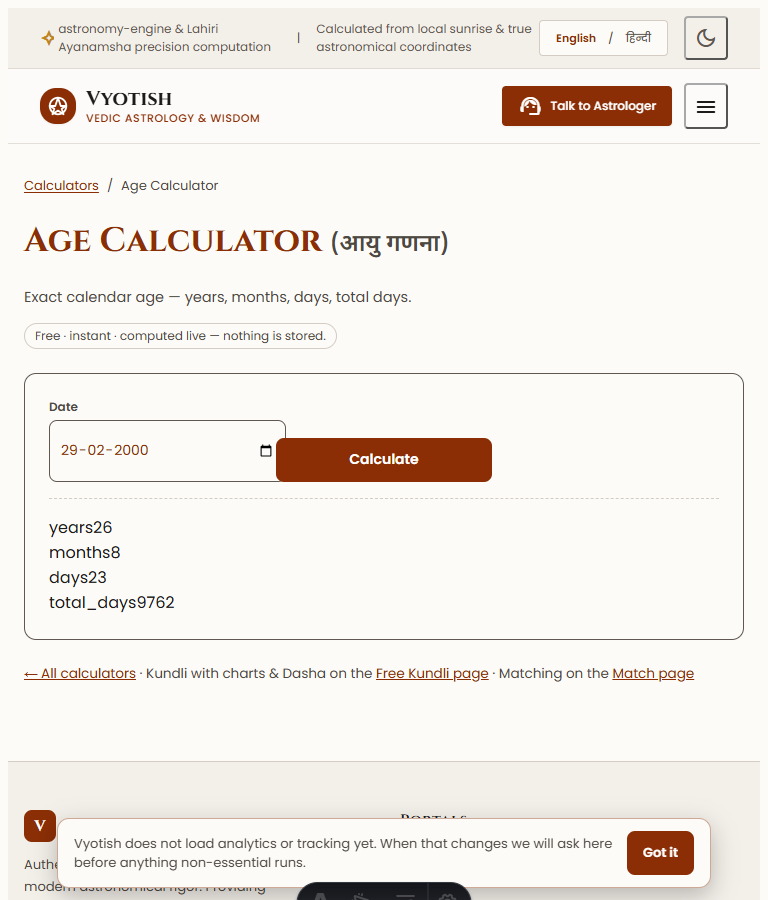 astronomy-engine & Lahiri
Ayanamsha precision computation
|
Calculated from local sunrise & true
astronomical coordinates
English / हिन्दी
Vyotish
VEDIC ASTROLOGY & WISDOM
Talk to Astrologer
Calculators / Age Calculator
Age Calculator (आयु गणना)
Exact calendar age — years, months, days, total days.
Free · instant · computed live — nothing is stored.
Date
29-02-2000
Calculate
years26
months8
days23
total_days9762
← All calculators · Kundli with charts & Dasha on the Free Kundli page · Matching on the Match page
V
Portals
Vyotish does not load analytics or tracking yet. When that changes we will ask here
before anything non-essential runs.
Got it
modern astronomical rigor. Providing